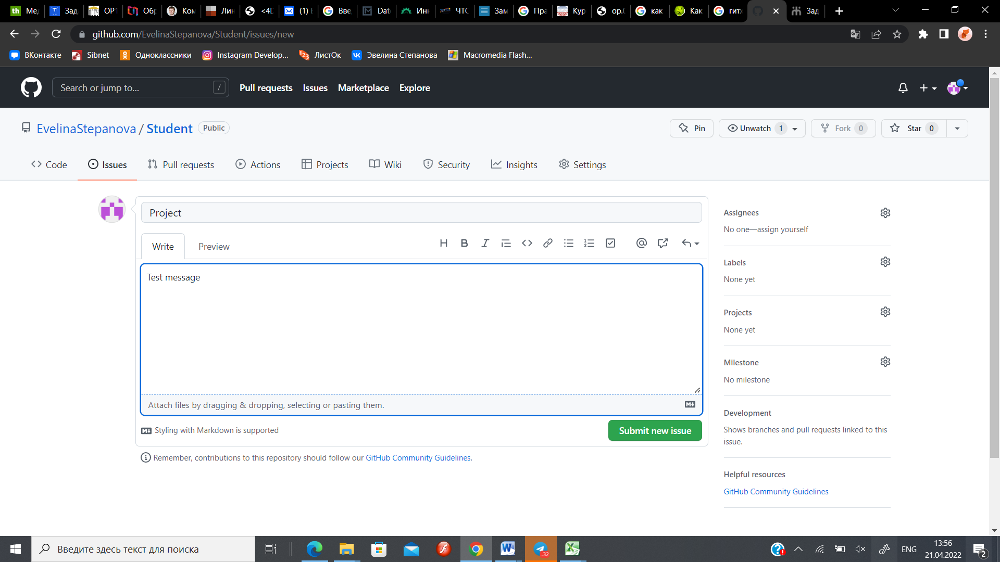 Ме
Зад
ОР1
Обр
Ком
Лин
<4D
(1)
Вве
Dat
Инн
ЧТО
Зам
Пра
Кур
op.
как
Как
гит
Зад
github.com/EvelinaStepanova/Student/issues/new
ВКонтакте Sibnet Одноклассники Instagram Develop... ЛистОк Эвелина Степанова Macromedia Flash...
Search or jump to... / Pull requests Issues Marketplace Explore
EvelinaStepanova / Student Public Pin Unwatch 1 Fork 0 Star 0
Code Issues Pull requests Actions Projects Wiki Security Insights Settings
Project
Write Preview
Test message
Attach files by dragging & dropping, selecting or pasting them.
Styling with Markdown is supported
Submit new issue
Remember, contributions to this repository should follow our GitHub Community Guidelines.
Assignees
No one—assign yourself
Labels
None yet
Projects
None yet
Milestone
No milestone
Development
Shows branches and pull requests linked to this
issue.
Helpful resources
GitHub Community Guidelines
Введите здесь текст для поиска
..32
ENG
13:56
21.04.2022
2